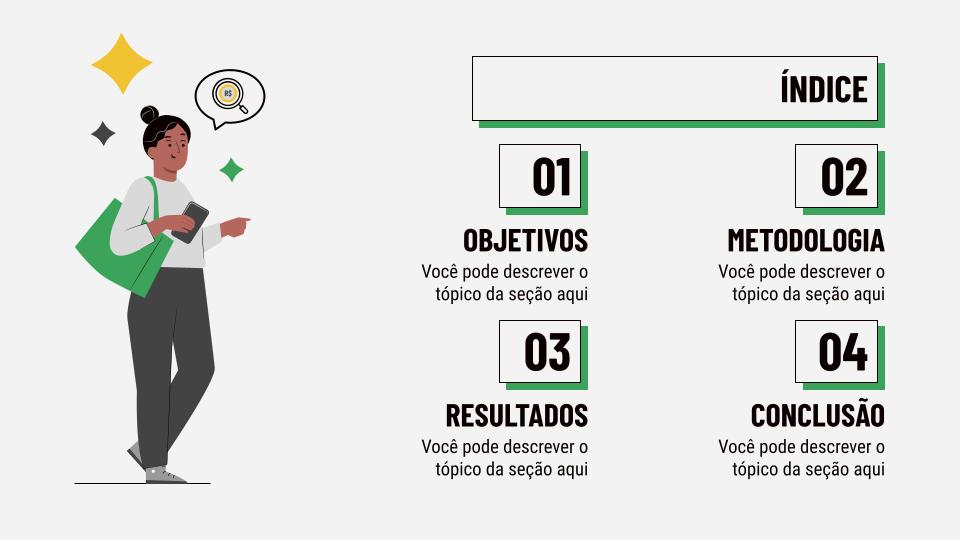 R$
ÍNDICE
01
OBJETIVOS
Você pode descrever o
tópico da seção aqui
02
METODOLOGIA
Você pode descrever o
tópico da seção aqui
03
RESULTADOS
Você pode descrever o
tópico da seção aqui
04
CONCLUSÃO
Você pode descrever o
tópico da seção aqui